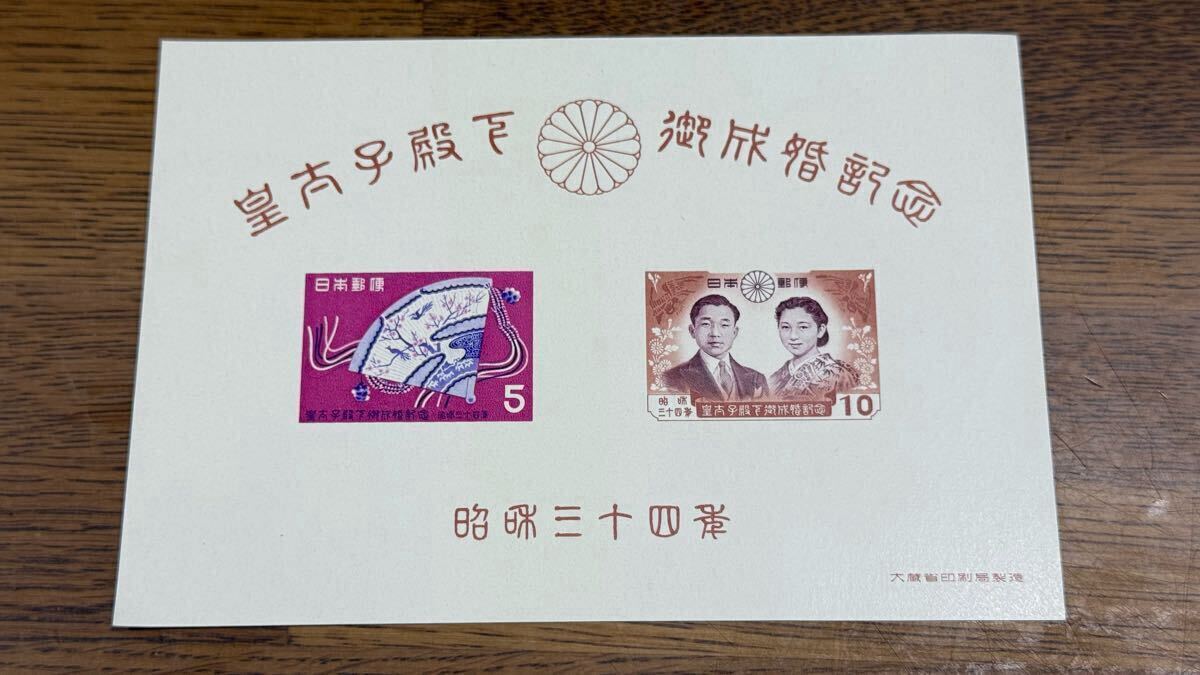 皇太子殿下 御成婚記念
日本郵便
皇太子殿下御成婚記念 昭和三十四年
5
日本 郵便
昭和
三十四年
皇太子殿下御成婚記念
10
昭和三十四年
大蔵省印刷局製造